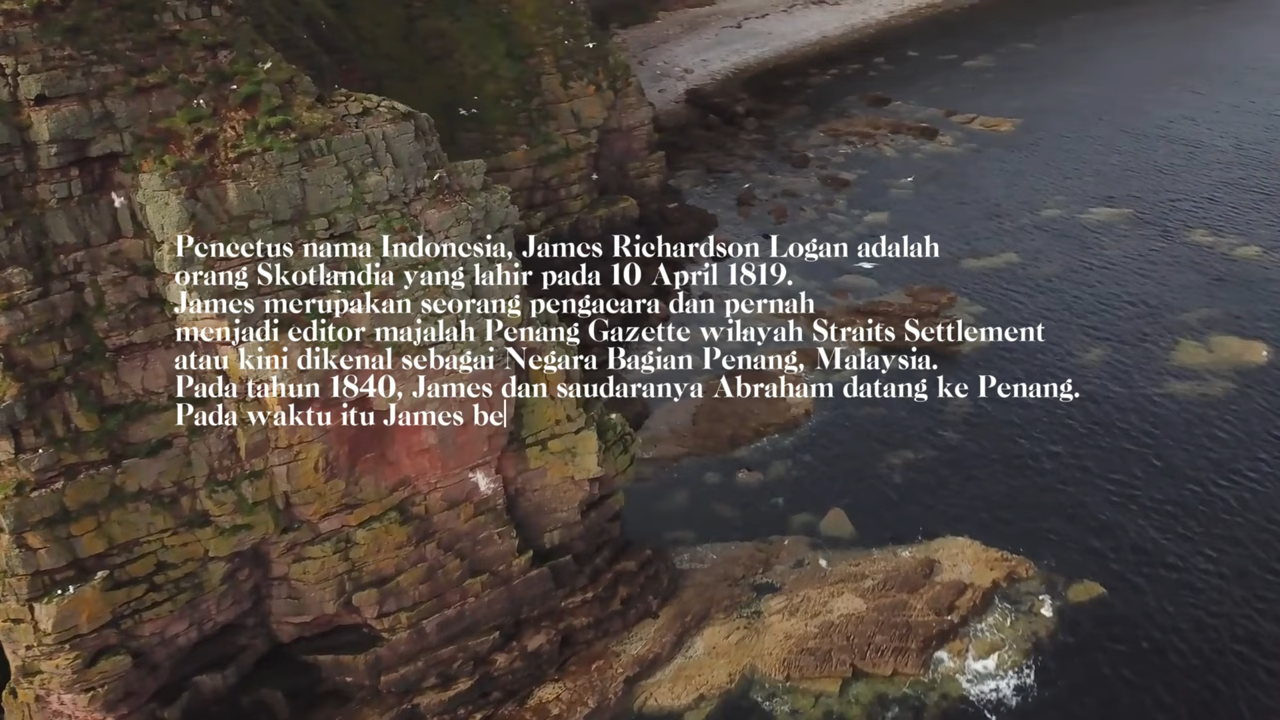 Pencetus nama Indonesia, James Richardson Logan adalah
orang Skotlandia yang lahir pada 10 April 1819.
James merupakan seorang pengacara dan pernah
menjadi editor majalah Penang Gazette wilayah Straits Settlement
atau kini dikenal sebagai Negara Bagian Penang, Malaysia.
Pada tahun 1840, James dan saudaranya Abraham datang ke Penang.
Pada waktu itu James be